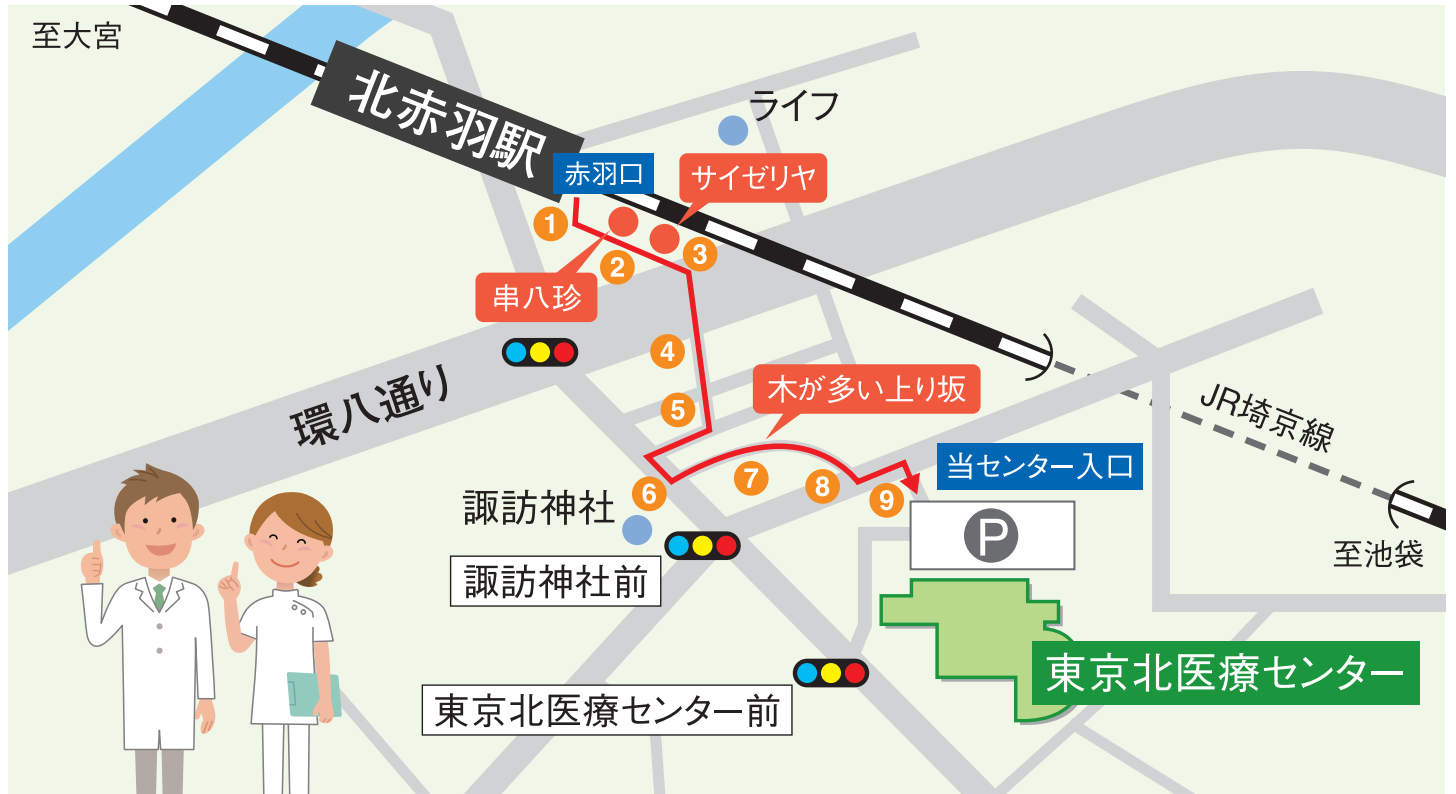 至大宮
北赤羽駅
ライフ
赤羽口
サイゼリヤ
1
2
3
串八珍
4
環八通り
木が多い上り坂
5
JR埼京線
当センター入口
6
7
8
9
諏訪神社
P
至池袋
諏訪神社前
東京北医療センター
東京北医療センター前